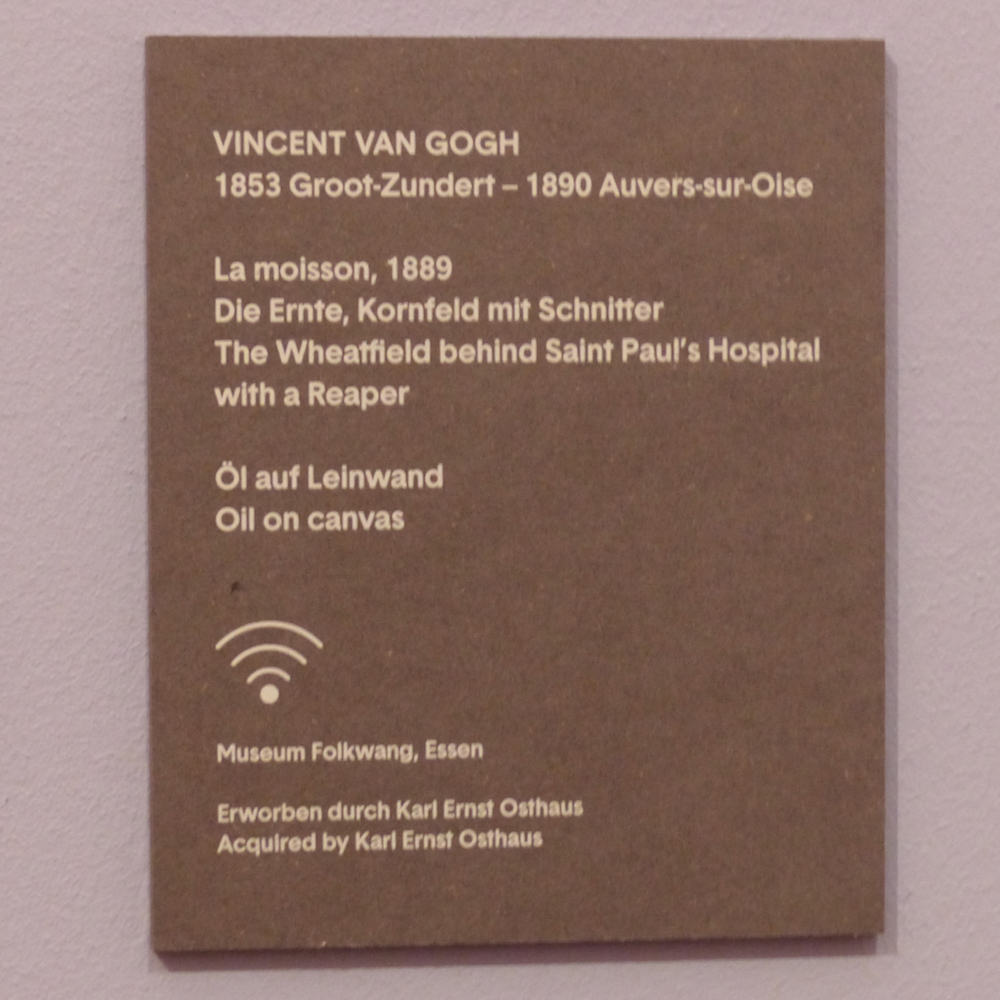 VINCENT VAN GOGH
1853 Groot-Zundert – 1890 Auvers-sur-Oise
La moisson, 1889
Die Ernte, Kornfeld mit Schnitter
The Wheatfield behind Saint Paul's Hospital
with a Reaper
Öl auf Leinwand
Oil on canvas
Museum Folkwang, Essen
Erworben durch Karl Ernst Osthaus
Acquired by Karl Ernst Osthaus